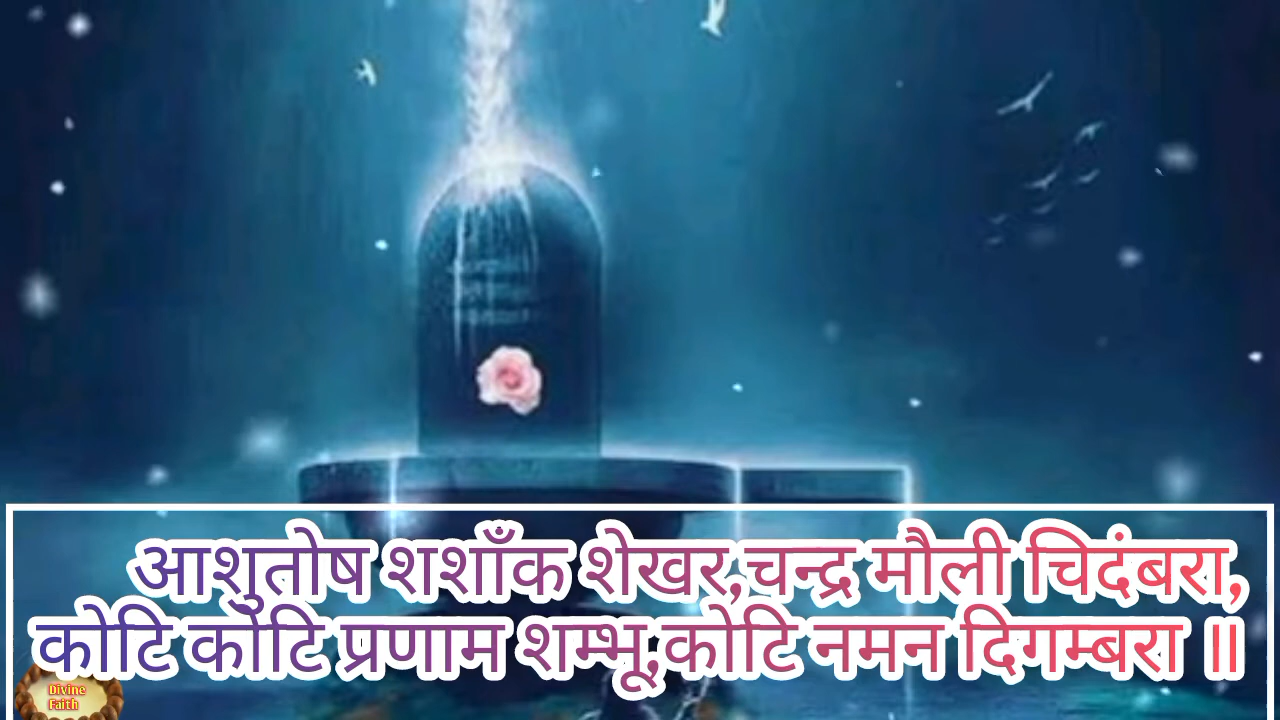 आशुतोष शशाँक शेखर,चन्द्र मौली चिदंबरा,
कोटि कोटि प्रणाम शम्भू,कोटि नमन दिगम्बरा ॥
Divine
Faith